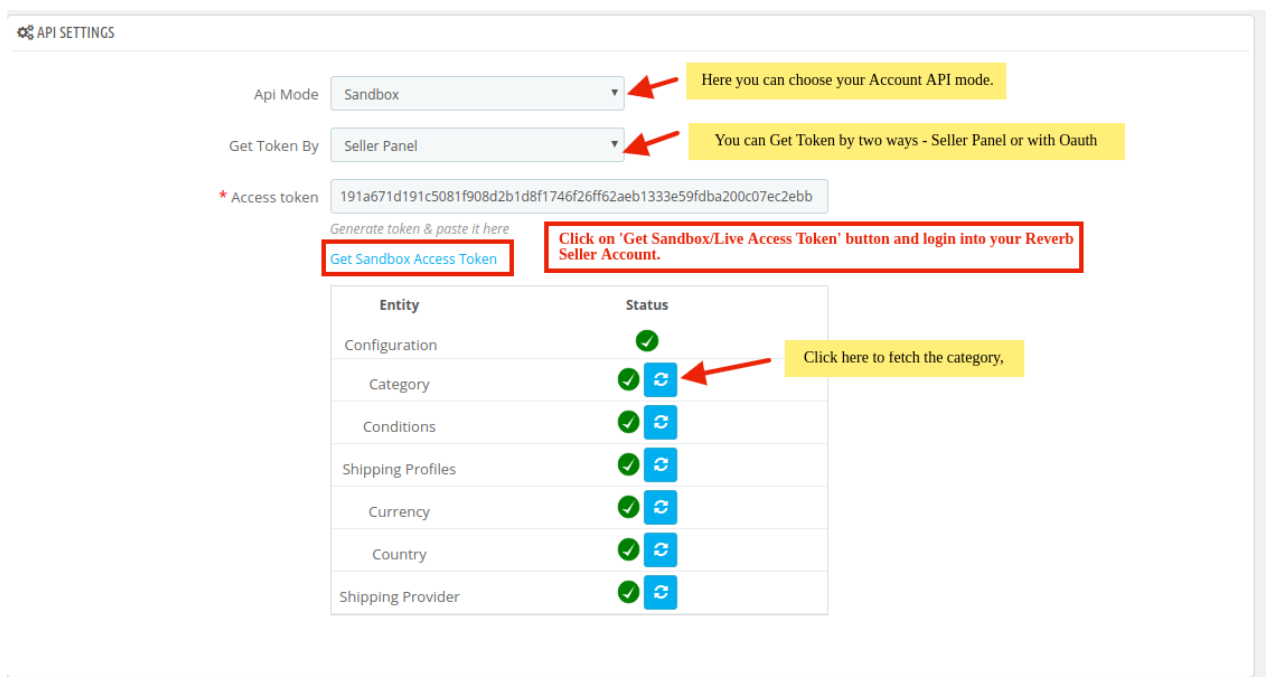 API SETTINGS
Api Mode
Sandbox
Here you can choose your Account API mode.
Get Token By
Seller Panel
You can Get Token by two ways - Seller Panel or with Oauth
* Access token
191a671d191c5081f908d2b1d8f1746f26ff62aeb1333e59fdba200c07ec2ebb
Generate token & paste it here
Get Sandbox Access Token
Click on 'Get Sandbox/Live Access Token' button and login into your Reverb
Seller Account.
Entity Status
Configuration
Category
Click here to fetch the category,
Conditions
Shipping Profiles
Currency
Country
Shipping Provider